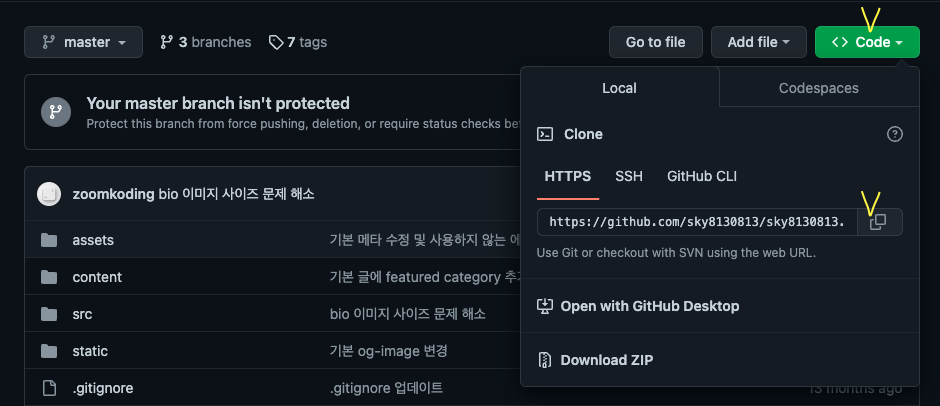 master
3 branches
7 tags
Go to file
Add file
<> Code
Your master branch isn't protected
Protect this branch from force pushing, deletion, or require status checks
Local
Codespaces
Clone
HTTPS
SSH
GitHub CLI
https://github.com/sky8130813/sky8130813.
Use Git or checkout with SVN using the web URL.
Open with GitHub Desktop
Download ZIP
zoomkoding bio 이미지 사이즈 문제 해소
assets
기본 메타 수정 및 사용하지 않는
content
기본 글에 featured category
src
bio 이미지 사이즈 문제 해소
static
기본 og-image 변경
.gitignore
.gitignore 업데이트
13 months ago